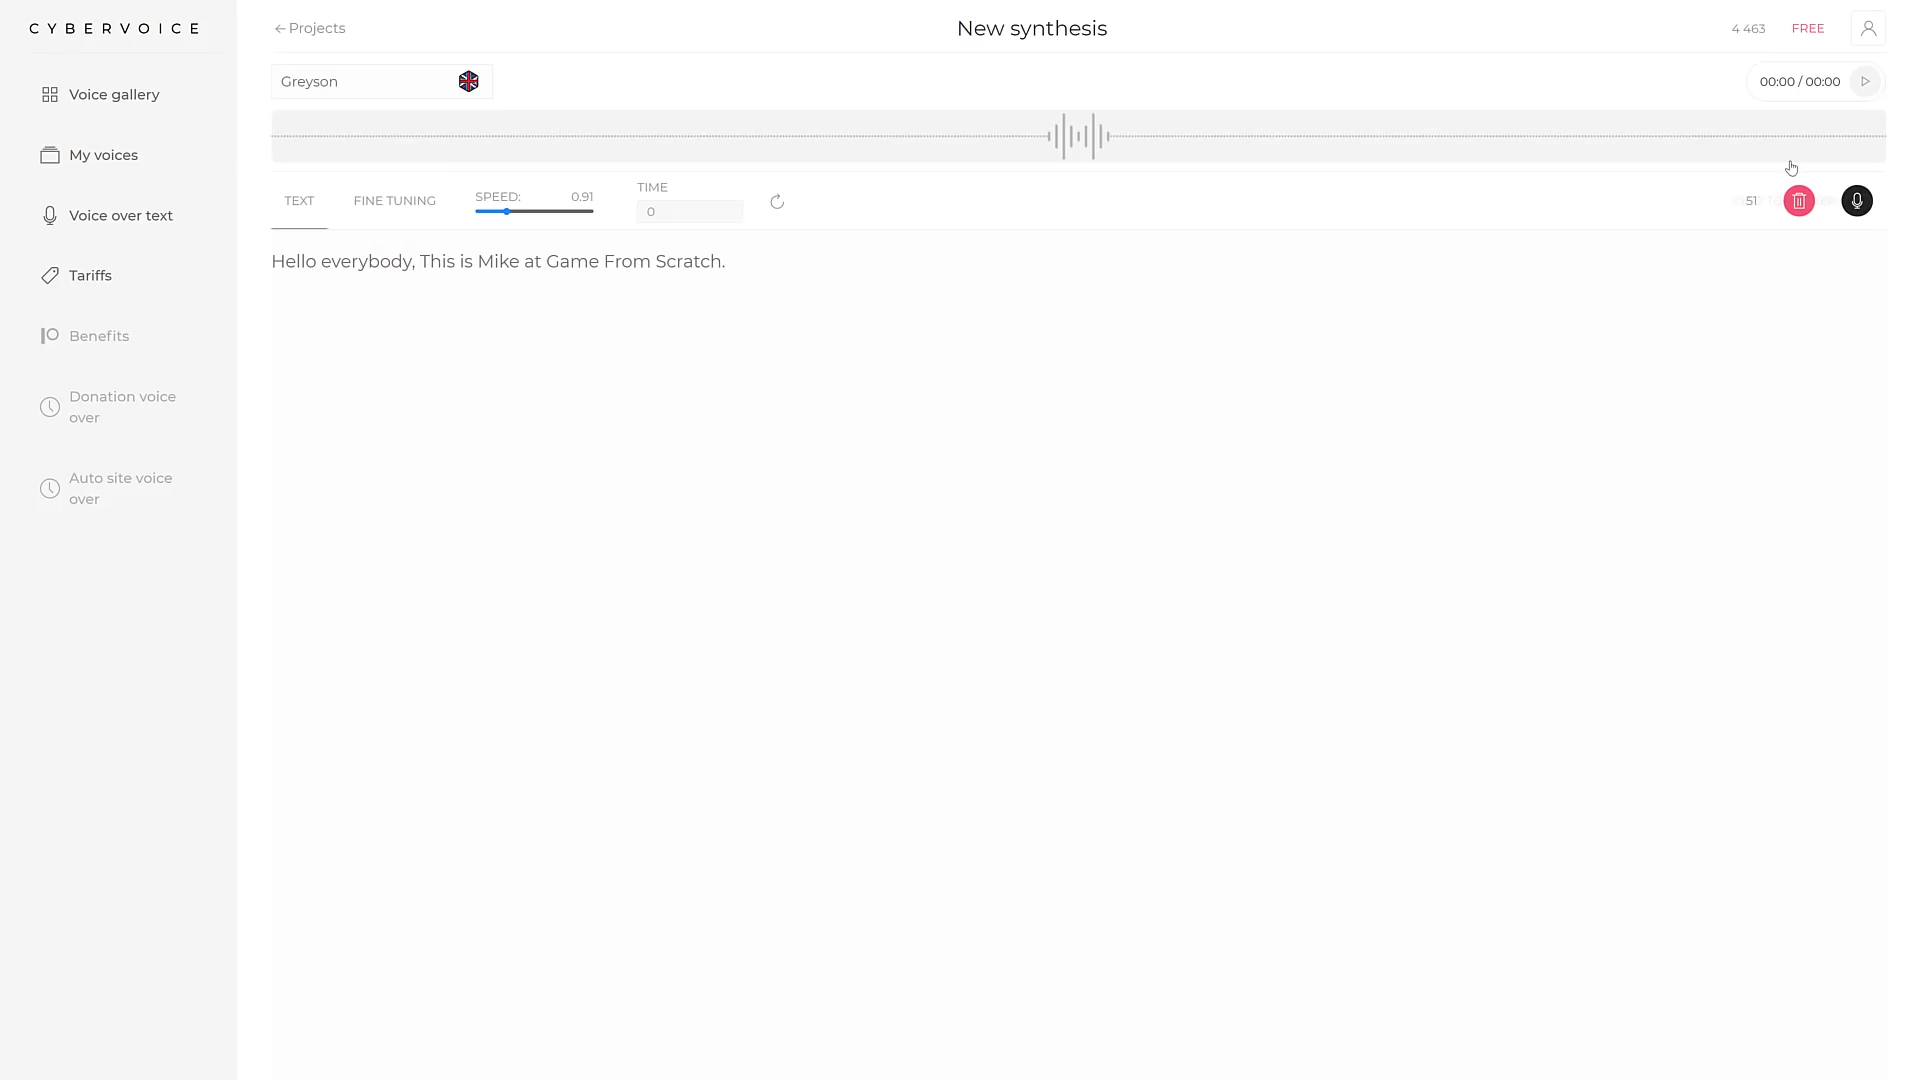 CYBERVOICE
← Projects
New synthesis
4 463
FREE
Voice gallery
Greyson
00:00 / 00:00
My voices
TEXT
FINE TUNING
SPEED: 0.91
TIME
0
51
Voice over text
Hello everybody, This is Mike at Game From Scratch.
Tariffs
Benefits
Donation voice
over
Auto site voice
over